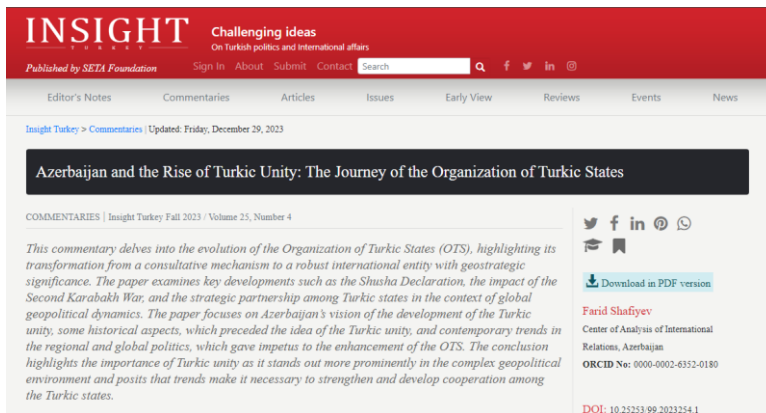 INSIGHT
TURKEY
Challenging ideas
On Turkish politics and International affairs
Published by SETA Foundation
Sign In About Submit Contact Search
Editor's Notes Commentaries Articles Issues Early View Reviews Events News
Insight Turkey > Commentaries | Updated: Friday, December 29, 2023
Azerbaijan and the Rise of Turkic Unity: The Journey of the Organization of Turkic States
COMMENTARIES | Insight Turkey Fall 2023 / Volume 25, Number 4
This commentary delves into the evolution of the Organization of Turkic States (OTS), highlighting its
transformation from a consultative mechanism to a robust international entity with geostrategic
significance. The paper examines key developments such as the Shusha Declaration, the impact of the
Second Karabakh War, and the strategic partnership among Turkic states in the context of global
geopolitical dynamics. The paper focuses on Azerbaijan's vision of the development of the Turkic
unity, some historical aspects, which preceded the idea of the Turkic unity, and contemporary trends in
the regional and global politics, which gave impetus to the enhancement of the OTS. The conclusion
highlights the importance of Turkic unity as it stands out more prominently in the complex geopolitical
environment and posits that trends make it necessary to strengthen and develop cooperation among
the Turkic states.
Download in PDF version
Farid Shafiyev
Center of Analysis of International
Relations, Azerbaijan
ORCID No: 0000-0002-6352-0180
DOI: 10.25253/99.2023254.1